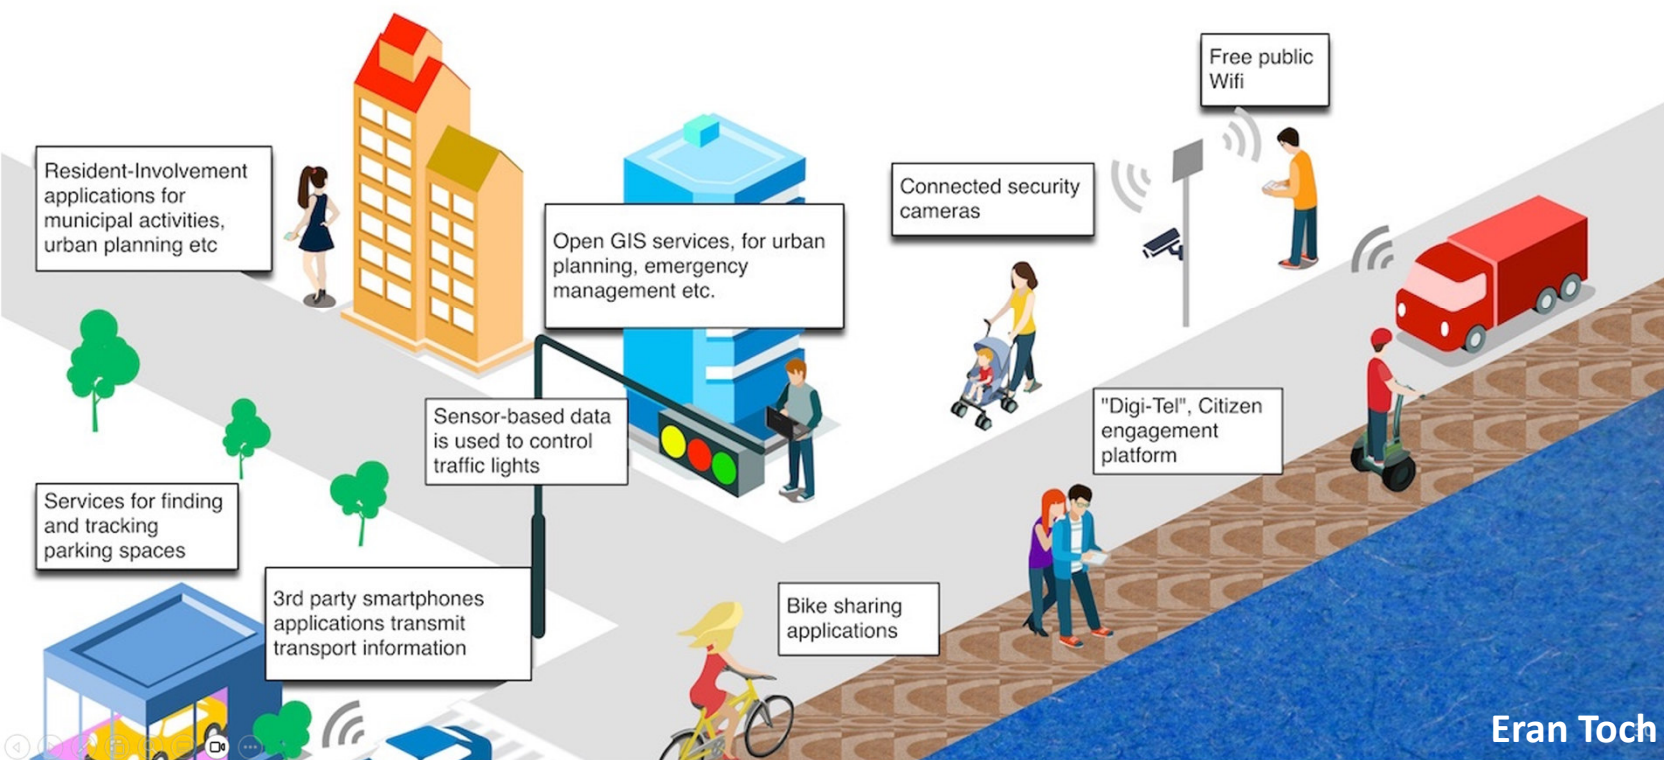 Free public
Wifi
Resident-Involvement
applications for
municipal activities,
urban planning etc
Connected security
cameras
Open GIS services, for urban
planning, emergency
management etc.
"Digi-Tel", Citizen
engagement
platform
Sensor-based data
is used to control
traffic lights
Services for finding
and tracking
parking spaces
3rd party smartphones
applications transmit
transport information
Bike sharing
applications
Eran Toch